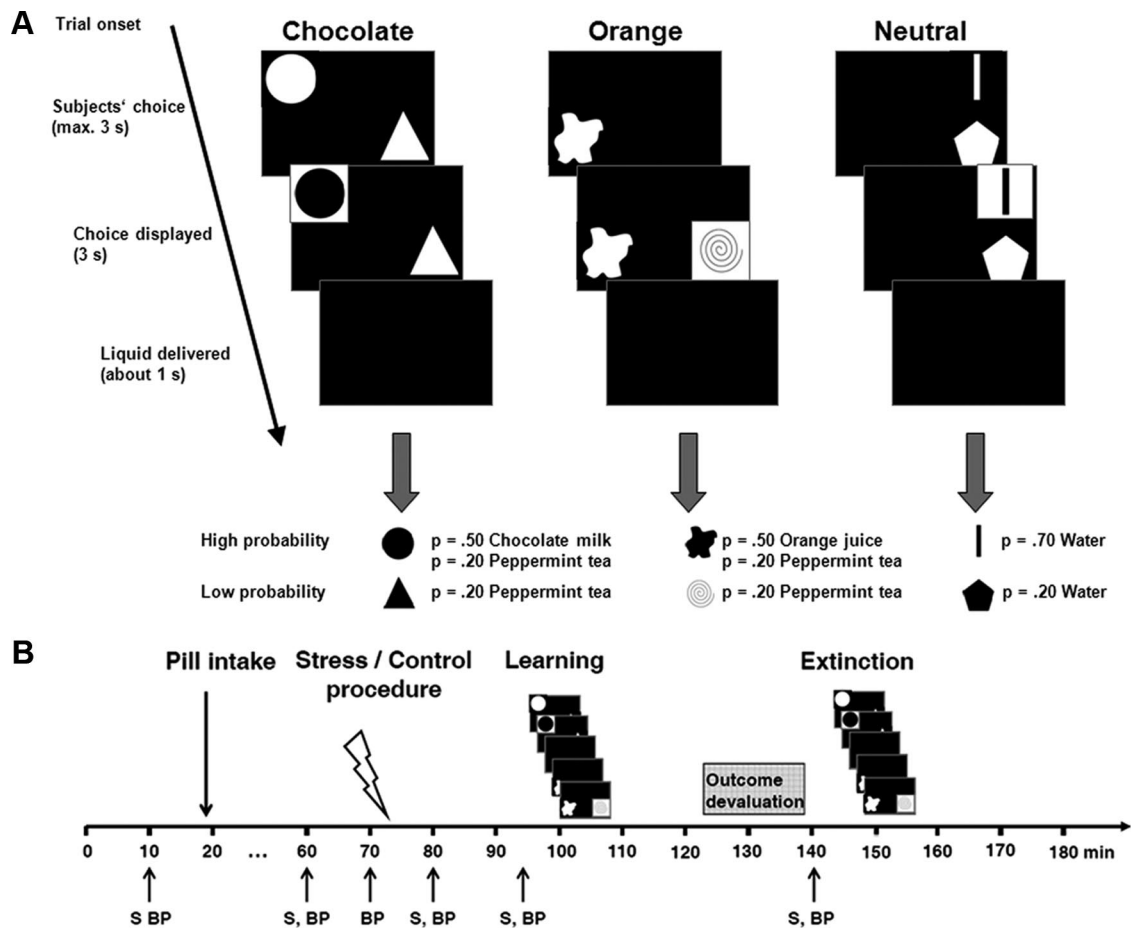 A
Trial onset
Chocolate
Orange
Neutral
Subjects‘ choice
(max. 3 s)
Choice displayed
(3 s)
Liquid delivered
(about 1 s)
High probability
p = .50 Chocolate milk
p = .20 Peppermint tea
p = .50 Orange juice
p = .20 Peppermint tea
p = .70 Water
Low probability
p = .20 Peppermint tea
p = .20 Peppermint tea
p = .20 Water
B
Pill intake
Stress / Control
procedure
Learning
Extinction
Outcome
devaluation
0 10 20 ... 60 70 80 90 100 110 120 130 140 150 160 170 180 min
S BP S, BP BP S, BP S, BP S, BP